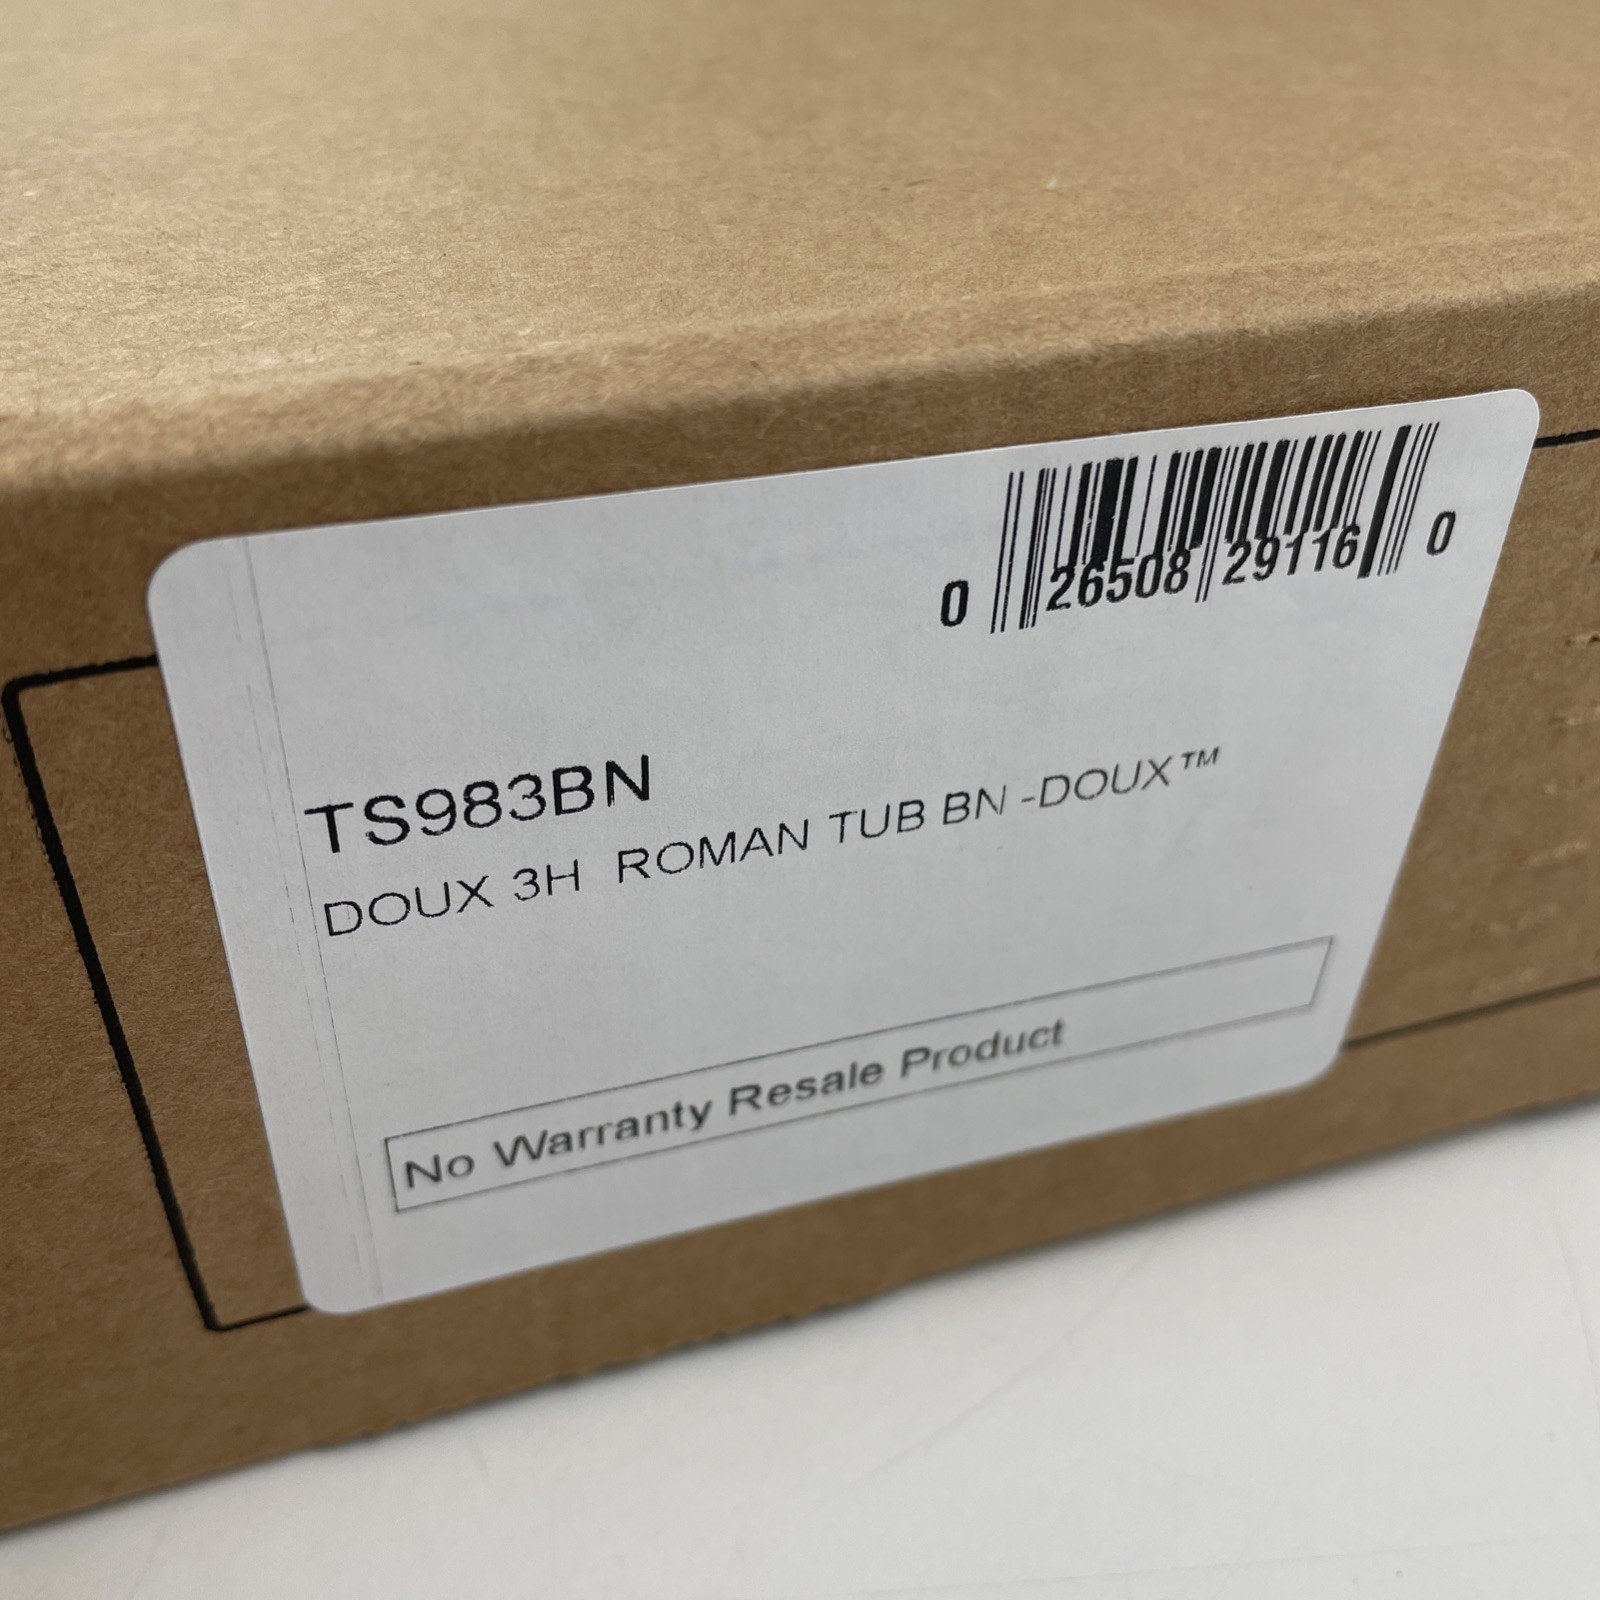 0 26508 29116 0
TS983BN
DOUX 3H ROMAN TUB BN -DOUX™
No Warranty Resale Product